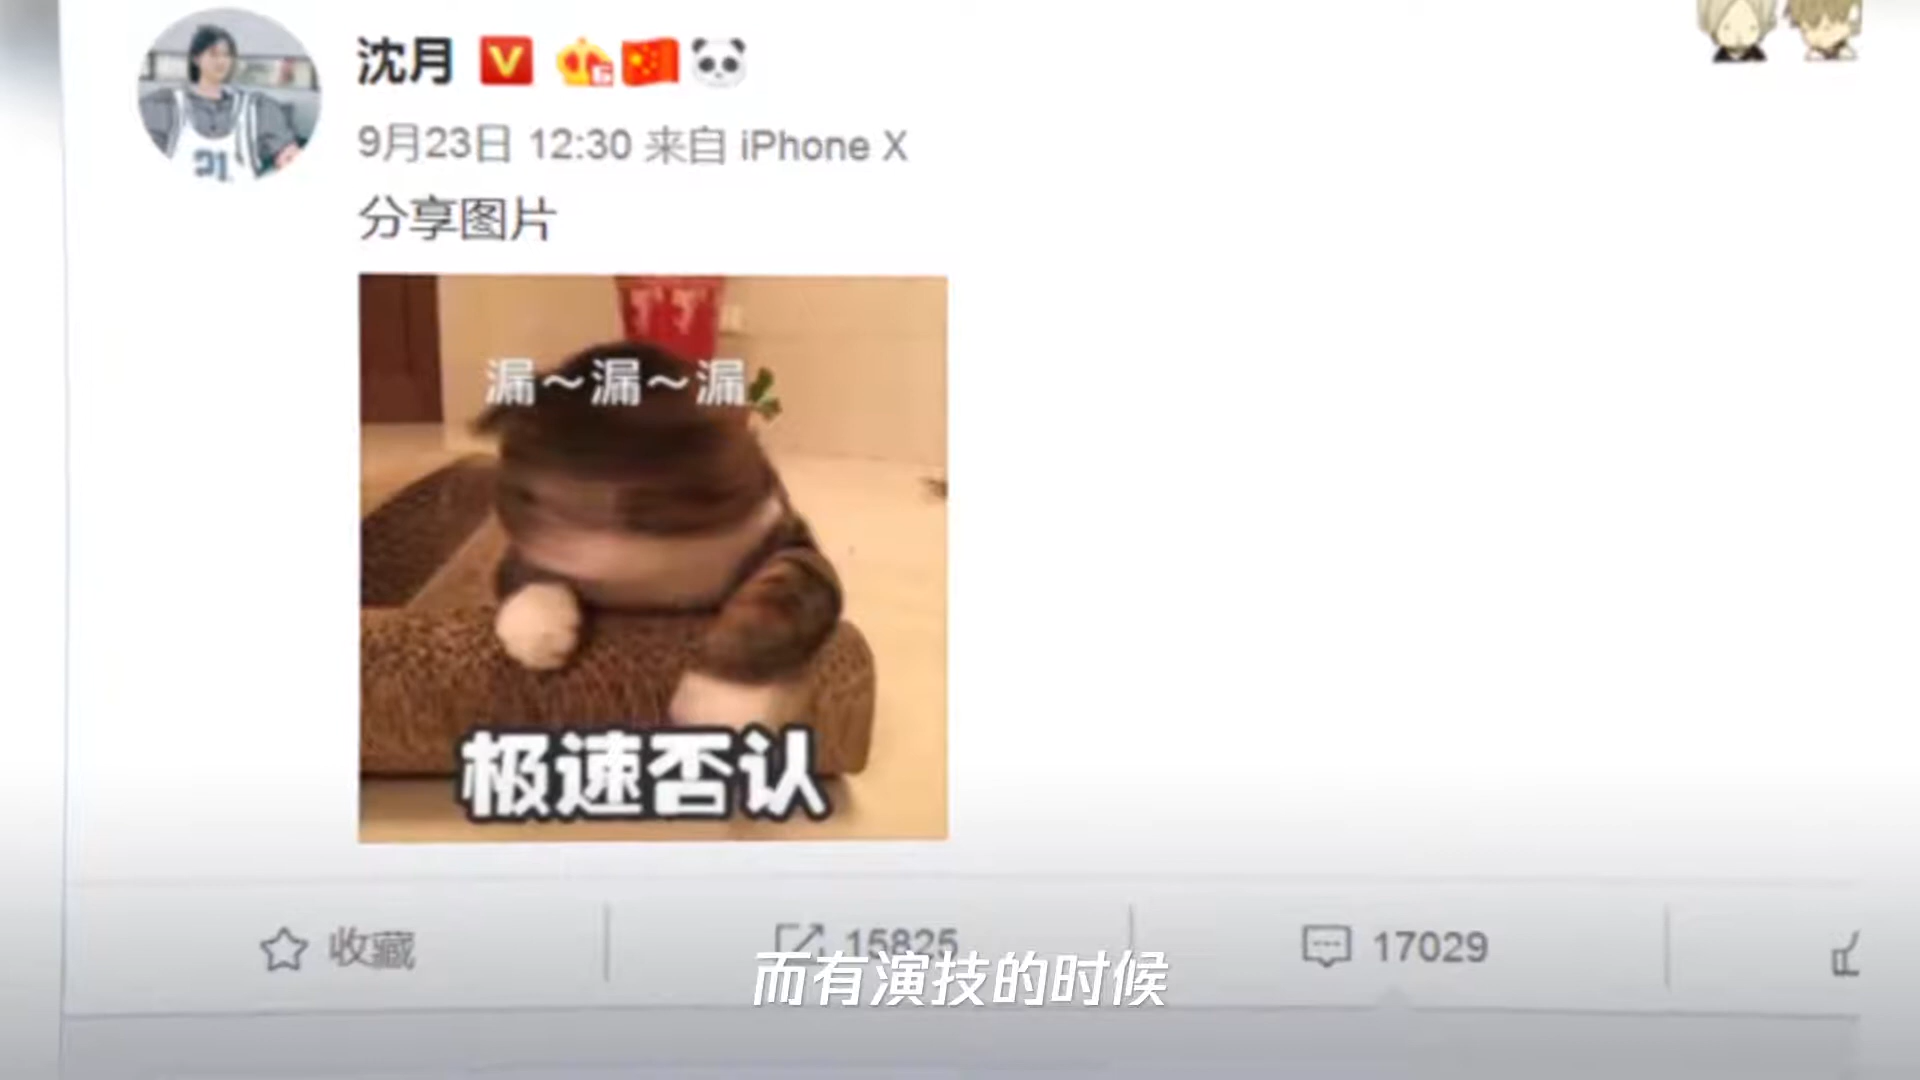 沈月
9月23日 12:30 来自 iPhone X
分享图片
漏~漏~漏
极速否认
收藏
15825
17029
而有演技的时候